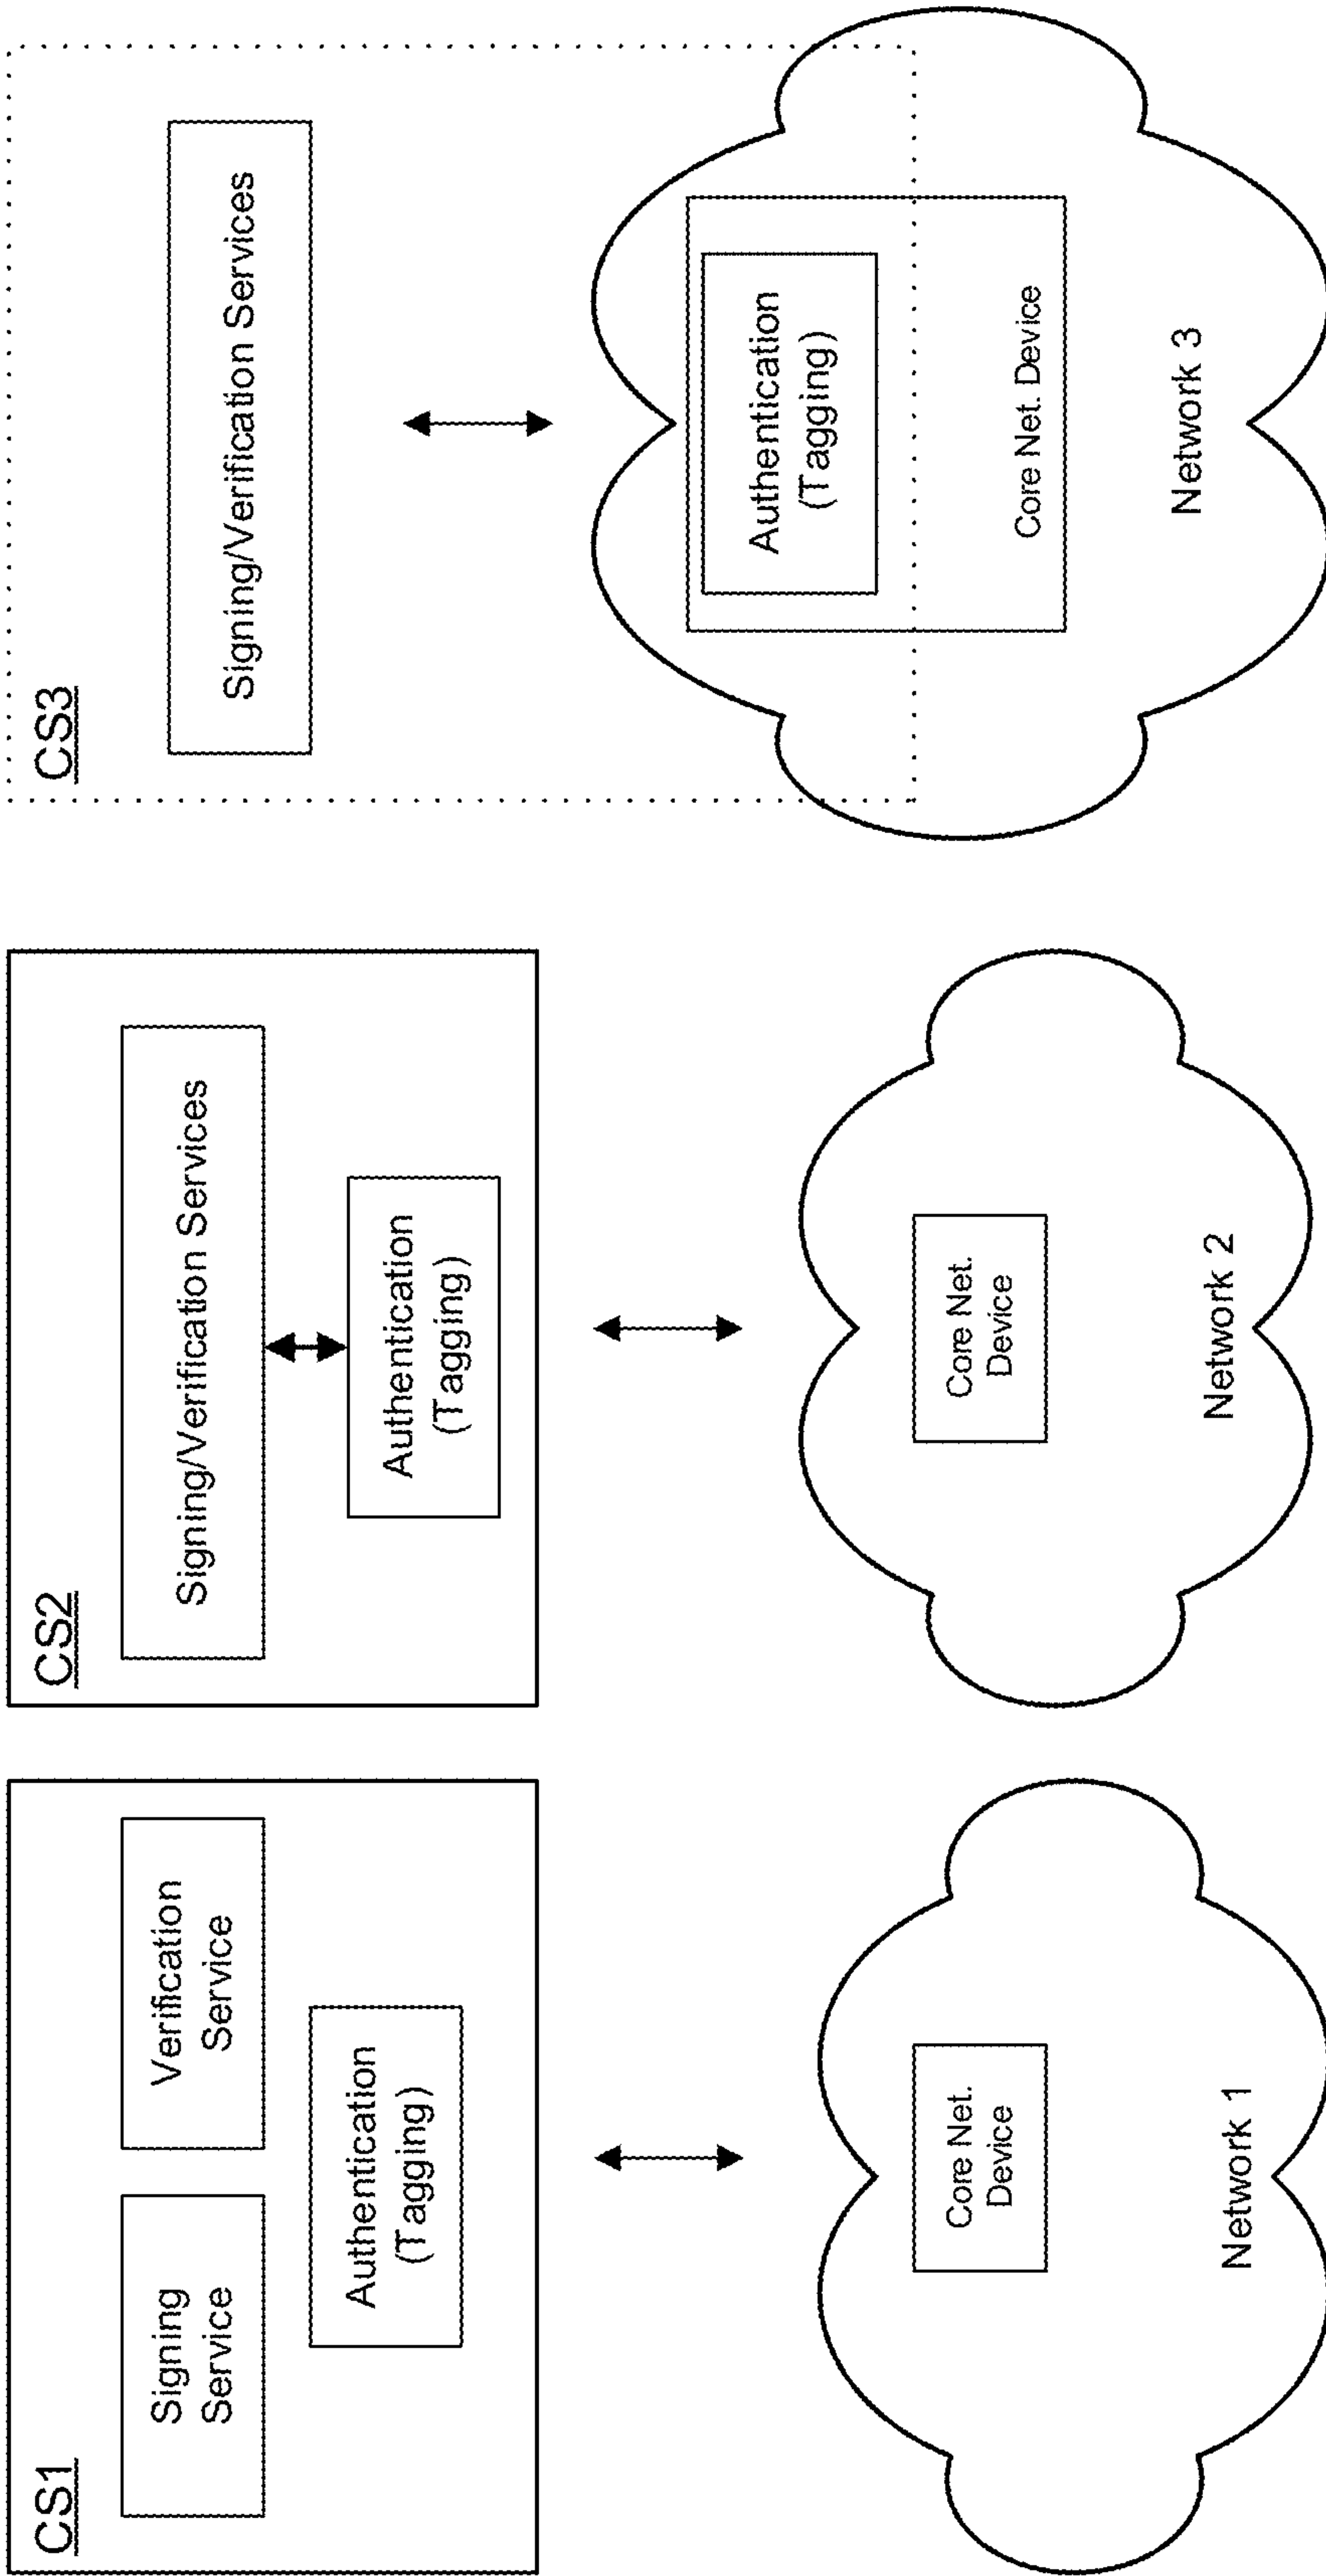 CS1
Signing
Service
Verification
Service
Authentication
(Tagging)
Core Net.
Device
Network 1
CS2
Signing/Verification Services
Authentication
(Tagging)
Core Net.
Device
Network 2
CS3
Signing/Verification Services
Authentication
(Tagging)
Core Net. Device
Network 3